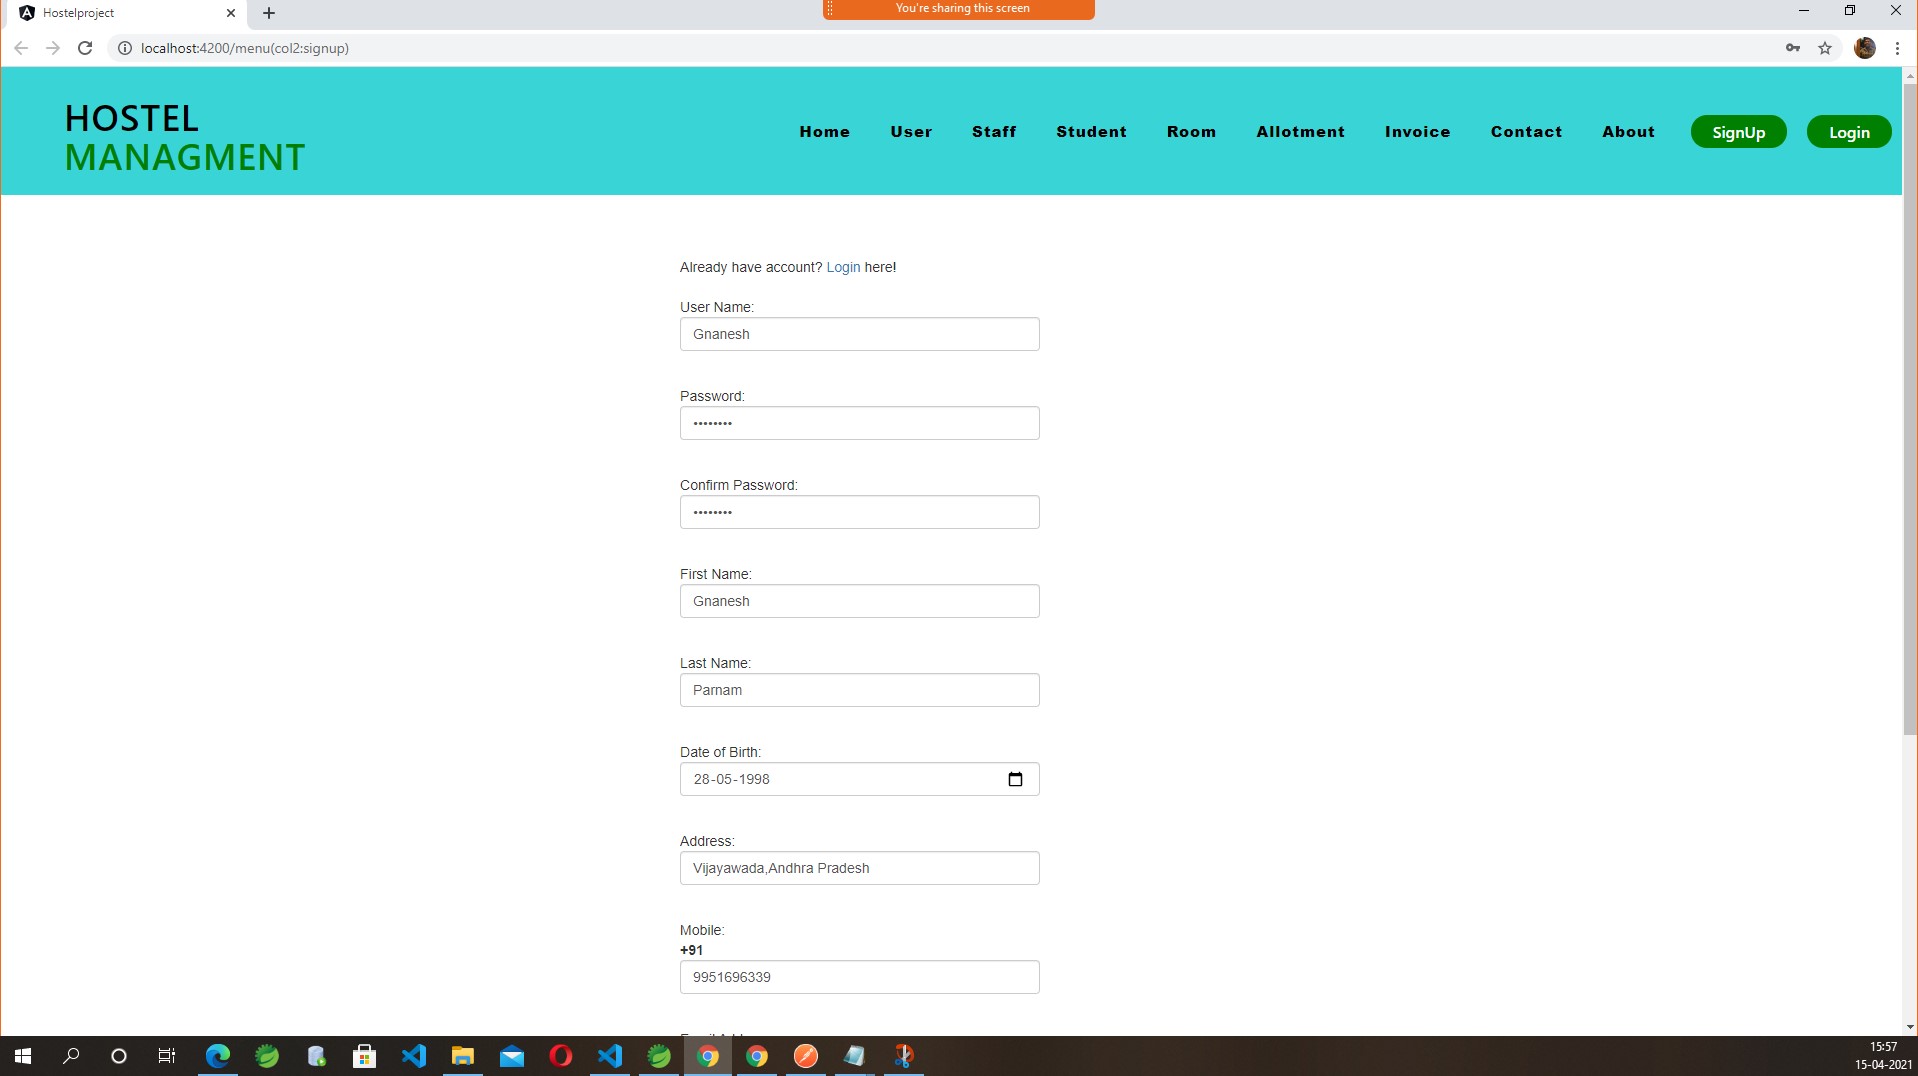 Hostelproject
You're sharing this screen
localhost:4200/menu(col2:signup)
HOSTEL
MANAGMENT
Home User Staff Student Room Allotment Invoice Contact About SignUp Login
Already have account? Login here!
User Name:
Gnanesh
Password:
••••••••
Confirm Password:
••••••••
First Name:
Gnanesh
Last Name:
Parnam
Date of Birth:
28-05-1998
Address:
Vijayawada,Andhra Pradesh
Mobile:
+91
9951696339
15:57
15-04-2021